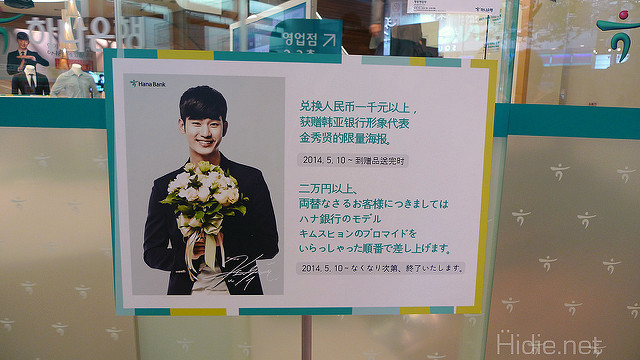 하나은행
영업점
Hana Bank
兑换人民币一千元以上，
获赠韩亚银行形象代表
金秀贤的限量海报。
2014. 5. 10 ~ 到赠品送完时
二万円以上、
両替なさるお客様につきましては
ハナ銀行のモデル
キムスヒョンのプロマイドを
いらっしゃった順番で差し上げます。
2014. 5. 10 ~ なくなり次第、終了いたします。
Hidie.net